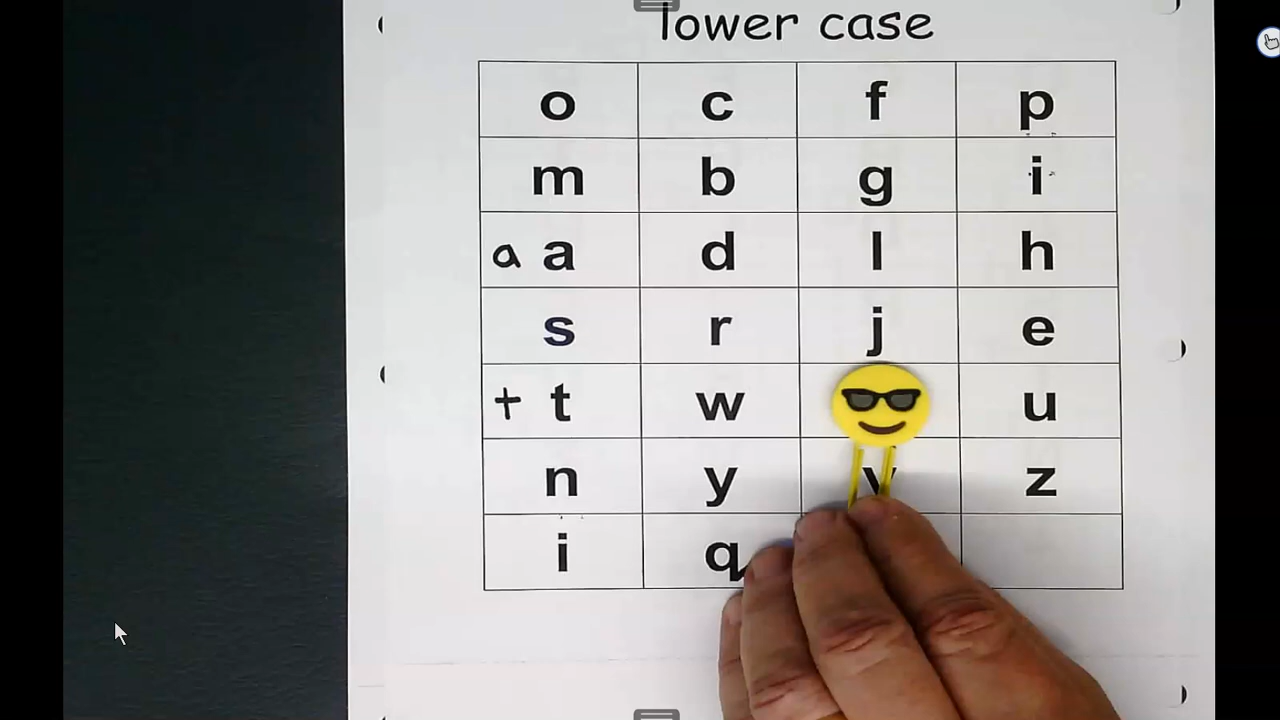 lower case
o c f p
m b g i
a a d l h
s r j e
t t w u
n y v z
i q